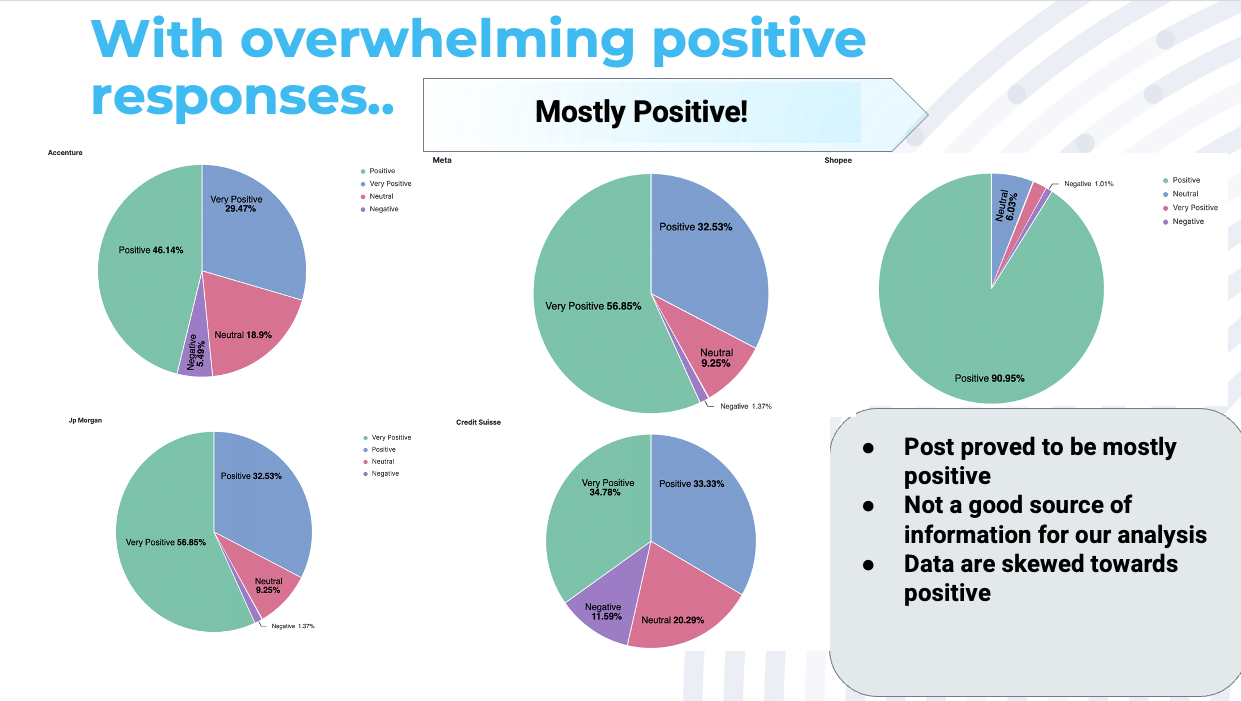 With overwhelming positive
responses..
Mostly Positive!
Accenture
Very Positive
29.47%
Positive 46.14%
Neutral 18.9%
Negative
5.49%
Positive
Very Positive
Neutral
Negative
Meta
Positive 32.53%
Very Positive 56.85%
Neutral
9.25%
Negative 1.37%
Shopee
Neutral
6.03%
Negative 1.01%
Positive 90.95%
Positive
Neutral
Very Positive
Negative
Jp Morgan
Positive 32.53%
Very Positive 56.85%
Neutral
9.25%
Negative 1.37%
Very Positive
Positive
Neutral
Negative
Credit Suisse
Very Positive
34.78%
Positive 33.33%
Negative
11.59%
Neutral 20.29%
● Post proved to be mostly
positive
● Not a good source of
information for our analysis
● Data are skewed towards
positive